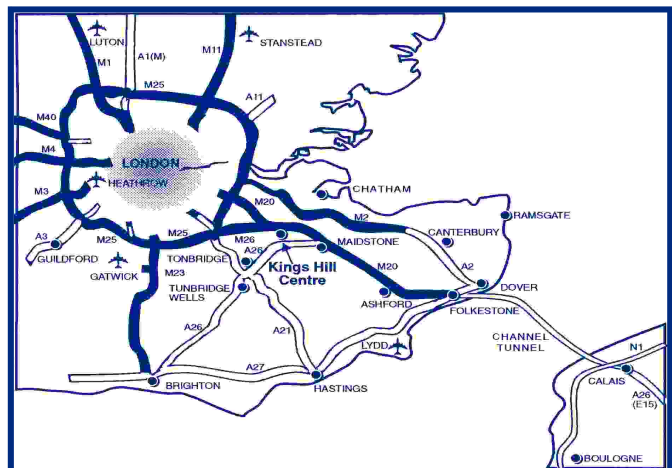 LUTON
M1
A1(M)
M11
STANSTEAD
M25
A11
M40
M4
LONDON
M3
HEATHROW
M20
CHATHAM
M2
RAMSGATE
A3
GUILDFORD
M25
M25
M26
A26
MAIDSTONE
CANTERBURY
GATWICK
M23
TONBRIDGE
Kings Hill
Centre
M20
A2
DOVER
TUNBRIDGE
WELLS
ASHFORD
FOLKESTONE
A26
A21
LYDD
CHANNEL
TUNNEL
N1
A27
BRIGHTON
HASTINGS
CALAIS
A26
(E15)
BOULOGNE